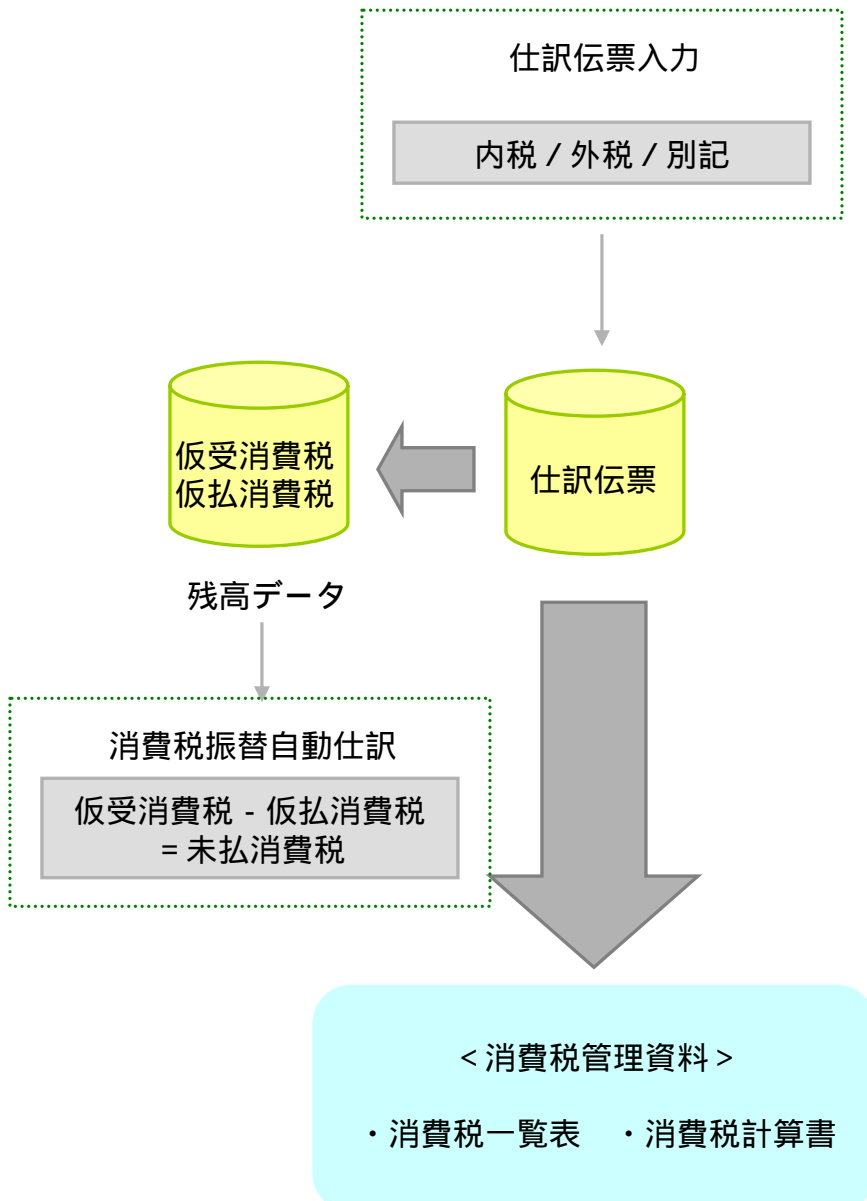 仕訳伝票入力
内税 / 外税 / 別記
仮受消費税
仮払消費税
仕訳伝票
残高データ
消費税振替自動仕訳
仮受消費税 - 仮払消費税
= 未払消費税
< 消費税管理資料 >
・消費税一覧表　・消費税計算書